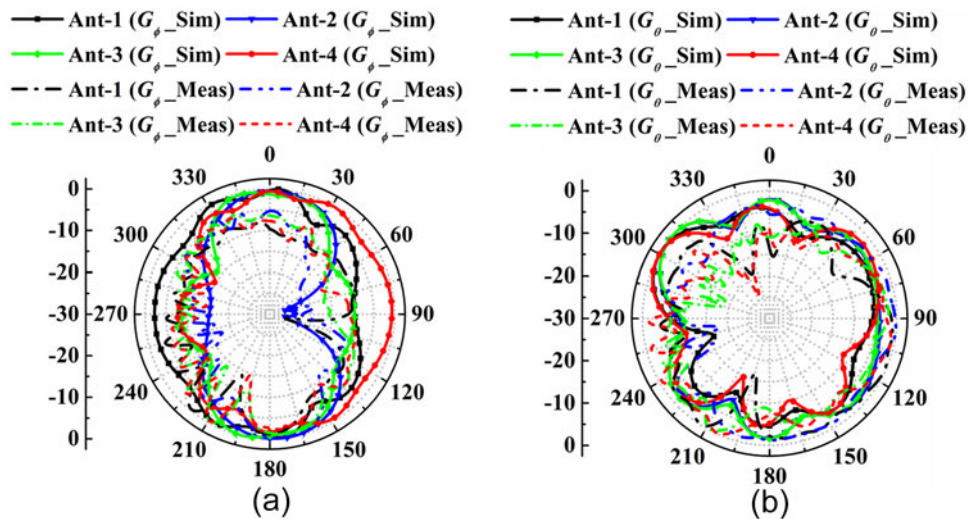 Ant-1 (Gϕ_Sim) Ant-2 (Gϕ_Sim)
Ant-3 (Gϕ_Sim) Ant-4 (Gϕ_Sim)
Ant-1 (Gϕ_Meas) Ant-2 (Gϕ_Meas)
Ant-3 (Gϕ_Meas) Ant-4 (Gϕ_Meas)
0
330 30
0
-10
300 60
-20
-30 270 90
-20
240 120
-10
0
210 150
180
(a)
Ant-1 (Gθ_Sim) Ant-2 (Gθ_Sim)
Ant-3 (Gθ_Sim) Ant-4 (Gθ_Sim)
Ant-1 (Gθ_Meas) Ant-2 (Gθ_Meas)
Ant-3 (Gθ_Meas) Ant-4 (Gθ_Meas)
0
330 30
0
-10
300 60
-20
-30 270 90
-20
240 120
-10
0
210 150
180
(b)